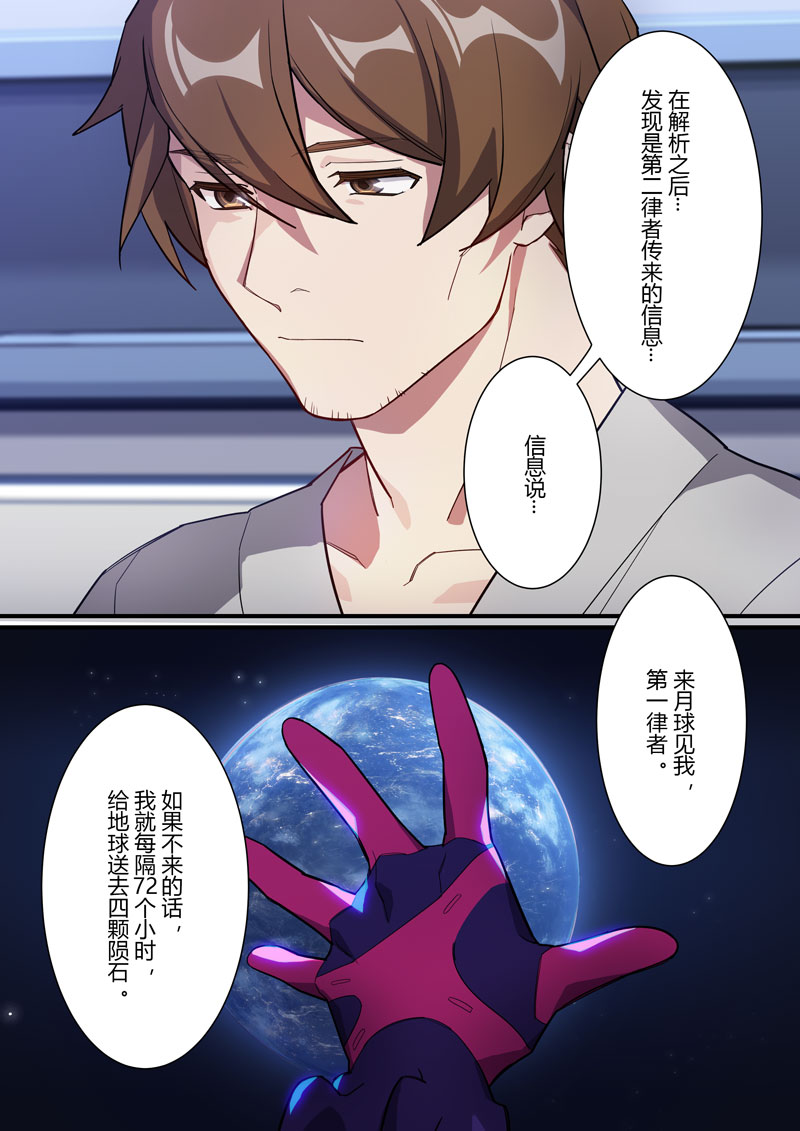 在解析之后…
发现是第二律者传来的信息…
信息说…
来月球见我，
第一律者。
如果不来的话，
我就每隔72个小时，
给地球送去四颗陨石。